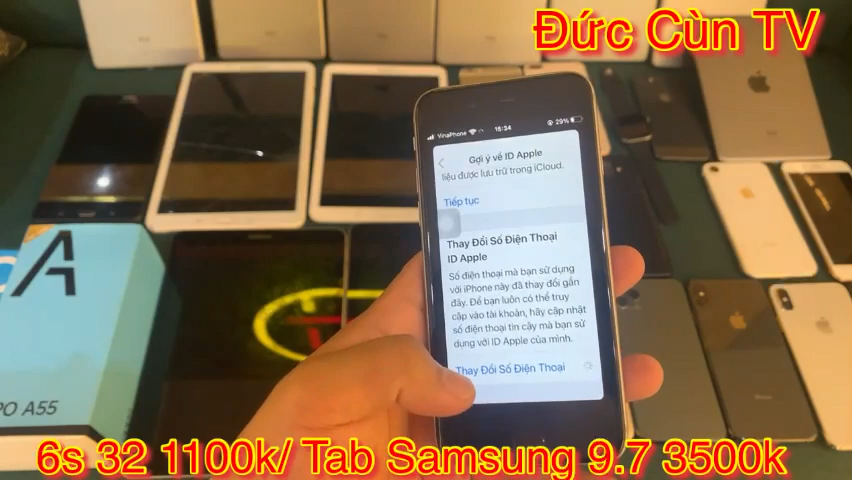 Đức Cùn TV
VinaPhone
16:34
29%
Gợi ý về ID Apple
liệu được lưu trữ trong iCloud.
Tiếp tục
Thay Đổi Số Điện Thoại
ID Apple
Số điện thoại mà bạn sử dụng
với iPhone này đã thay đổi gần
đây. Để bạn luôn có thể truy
cập vào tài khoản, hãy cập nhật
số điện thoại tin cậy mà bạn sử
dụng với ID Apple của mình.
Thay Đổi Số Điện Thoại
A
PO A55
6s 32 1100k/ Tab Samsung 9.7 3500k